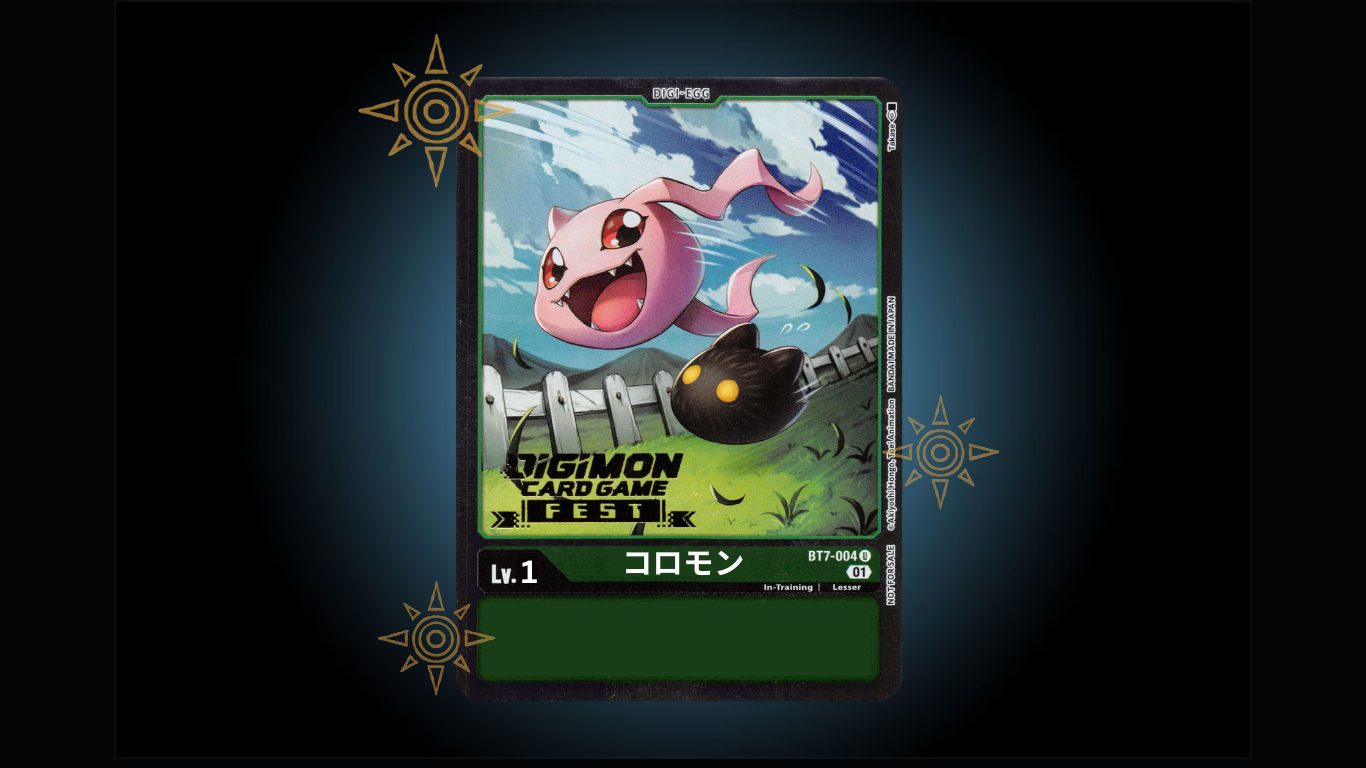 DIGI-EGG
Takase
DIGIMON
CARD GAME
FEST
© Akiyoshi Hongo, Toei Animation BANDAI MADE IN JAPAN
NOT FOR SALE
Lv.1
コロモン
BT7-004 U
01
In-Training | Lesser